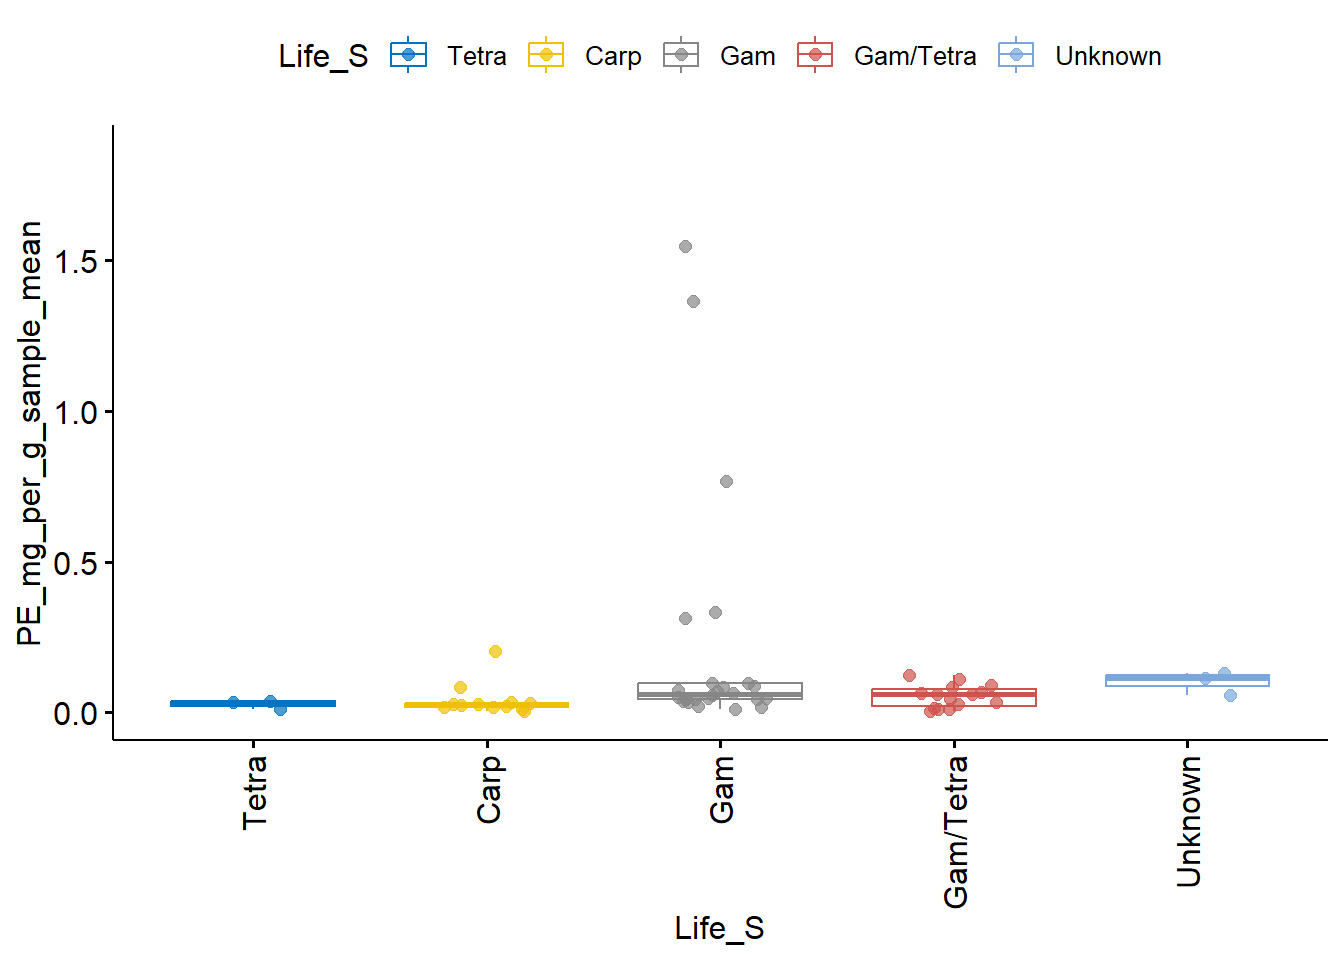 Life_S Tetra Carp Gam Gam/Tetra Unknown
PE_mg_per_g_sample_mean
1.5
1.0
0.5
0.0
Tetra Carp Gam Gam/Tetra Unknown
Life_S